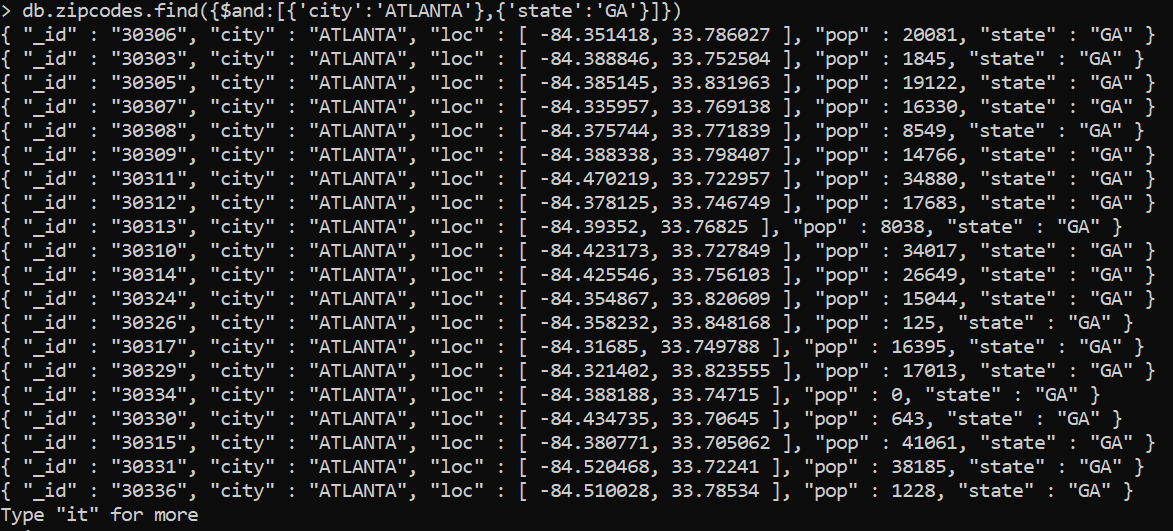 > db.zipcodes.find({$and:[{'city':'ATLANTA'},{'state':'GA'}]})
{ "_id" : "30306", "city" : "ATLANTA", "loc" : [ -84.351418, 33.786027 ], "pop" : 20081, "state" : "GA" }
{ "_id" : "30303", "city" : "ATLANTA", "loc" : [ -84.388846, 33.752504 ], "pop" : 1845, "state" : "GA" }
{ "_id" : "30305", "city" : "ATLANTA", "loc" : [ -84.385145, 33.831963 ], "pop" : 19122, "state" : "GA" }
{ "_id" : "30307", "city" : "ATLANTA", "loc" : [ -84.335957, 33.769138 ], "pop" : 16330, "state" : "GA" }
{ "_id" : "30308", "city" : "ATLANTA", "loc" : [ -84.375744, 33.771839 ], "pop" : 8549, "state" : "GA" }
{ "_id" : "30309", "city" : "ATLANTA", "loc" : [ -84.388338, 33.798407 ], "pop" : 14766, "state" : "GA" }
{ "_id" : "30311", "city" : "ATLANTA", "loc" : [ -84.470219, 33.722957 ], "pop" : 34880, "state" : "GA" }
{ "_id" : "30312", "city" : "ATLANTA", "loc" : [ -84.378125, 33.746749 ], "pop" : 17683, "state" : "GA" }
{ "_id" : "30313", "city" : "ATLANTA", "loc" : [ -84.39352, 33.76825 ], "pop" : 8038, "state" : "GA" }
{ "_id" : "30310", "city" : "ATLANTA", "loc" : [ -84.423173, 33.727849 ], "pop" : 34017, "state" : "GA" }
{ "_id" : "30314", "city" : "ATLANTA", "loc" : [ -84.425546, 33.756103 ], "pop" : 26649, "state" : "GA" }
{ "_id" : "30324", "city" : "ATLANTA", "loc" : [ -84.354867, 33.820609 ], "pop" : 15044, "state" : "GA" }
{ "_id" : "30326", "city" : "ATLANTA", "loc" : [ -84.358232, 33.848168 ], "pop" : 125, "state" : "GA" }
{ "_id" : "30317", "city" : "ATLANTA", "loc" : [ -84.31685, 33.749788 ], "pop" : 16395, "state" : "GA" }
{ "_id" : "30329", "city" : "ATLANTA", "loc" : [ -84.321402, 33.823555 ], "pop" : 17013, "state" : "GA" }
{ "_id" : "30334", "city" : "ATLANTA", "loc" : [ -84.388188, 33.74715 ], "pop" : 0, "state" : "GA" }
{ "_id" : "30330", "city" : "ATLANTA", "loc" : [ -84.434735, 33.70645 ], "pop" : 643, "state" : "GA" }
{ "_id" : "30315", "city" : "ATLANTA", "loc" : [ -84.380771, 33.705062 ], "pop" : 41061, "state" : "GA" }
{ "_id" : "30331", "city" : "ATLANTA", "loc" : [ -84.520468, 33.72241 ], "pop" : 38185, "state" : "GA" }
{ "_id" : "30336", "city" : "ATLANTA", "loc" : [ -84.510028, 33.78534 ], "pop" : 1228, "state" : "GA" }
Type "it" for more